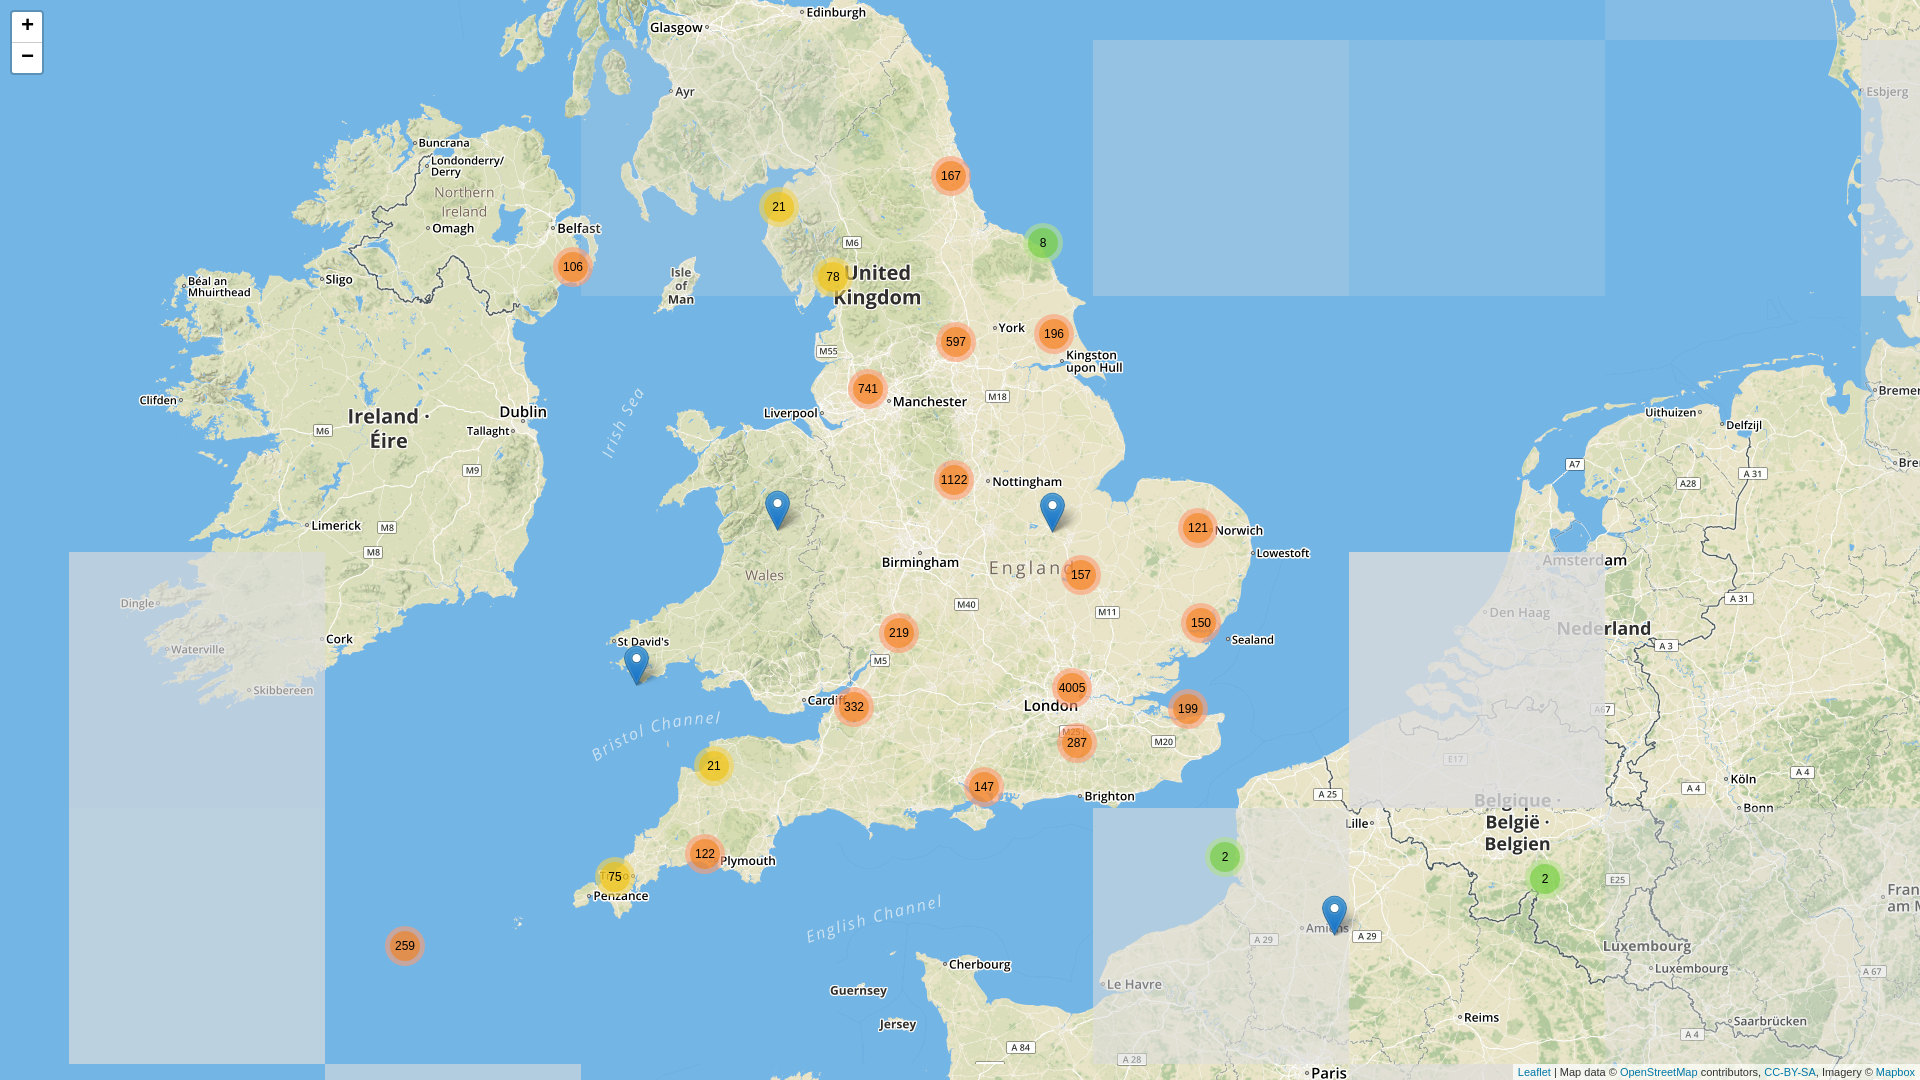 +
−
Edinburgh
Glasgow
Ayr
Esbjerg
Buncrana
Londonderry/
Derry
167
Northern
Ireland
21
Omagh
Belfast
8
M6
106
Isle
of
Man
78
United
Kingdom
Sligo
Béal an
Mhuirthead
York
196
597
M55
Kingston
upon Hull
741
Manchester
M18
Clifden
Liverpool
Ireland ·
Éire
Dublin
Tallaght
M6
Irish Sea
Uithuizen
Delfzijl
M9
A7
A 31
A28
1122
Nottingham
Limerick
M8
M8
121
Norwich
Lowestoft
Birmingham
England
157
Wales
Amsterdam
Dingle
M40
M11
Den Haag
A 31
219
150
Sealand
Nederland
Cork
St David's
Waterville
M5
A 3
Skibbereen
4005
Cardiff
332
London
199
A67
Bristol Channel
M25
287
M20
E17
21
147
Brighton
A 25
Köln
A 4
A 4
Bonn
Belgique ·
België ·
Belgien
Lille
122
Plymouth
2
75
Penzance
2
E25
English Channel
Amiens
A 29
A 29
259
Luxembourg
Luxembourg
A 67
Cherbourg
Guernsey
Le Havre
Jersey
Reims
Saarbrücken
A 4
A 84
A 28
Paris
Leaflet | Map data © OpenStreetMap contributors, CC-BY-SA, Imagery © Mapbox